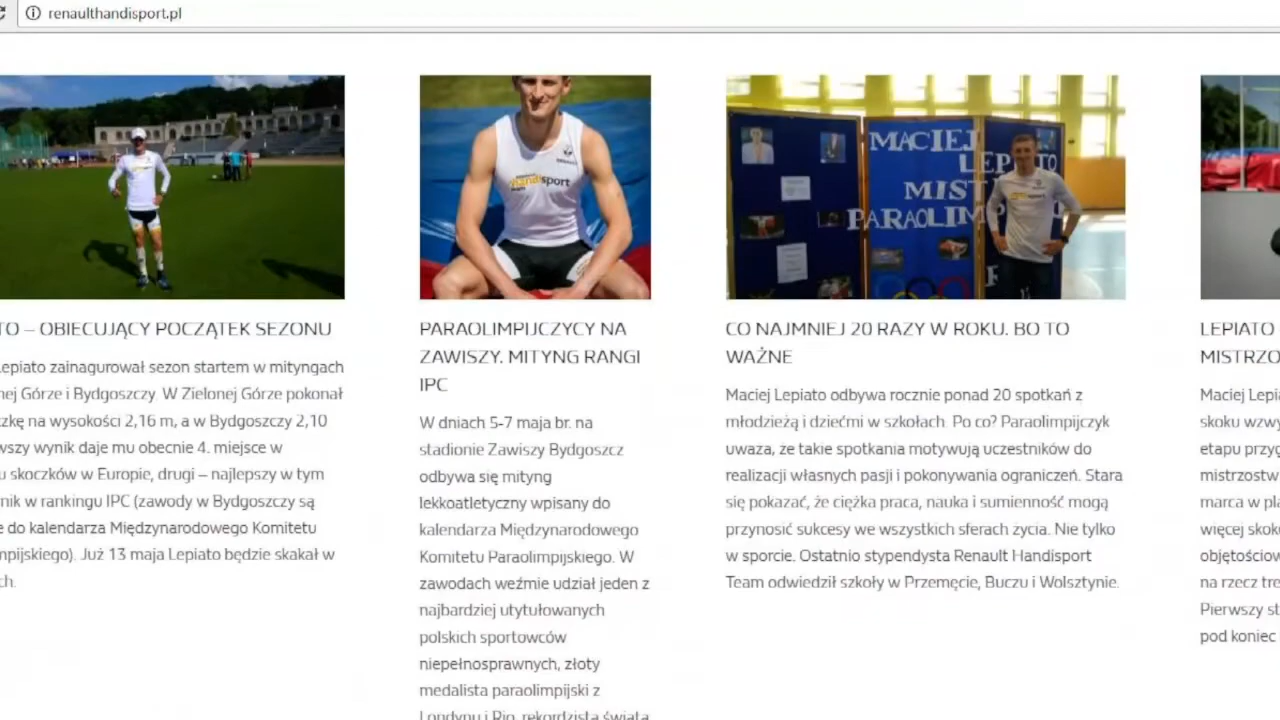 renaulthandisport.pl
MACIEJ
LEPIATO
handisport
TO – OBIECUJĄCY POCZĄTEK SEZONU
Lepiato zainagurował sezon startem w mityngach
nej Górze i Bydgoszczy. W Zielonej Górze pokonał
zkę na wysokości 2,16 m, a w Bydgoszczy 2,10
wszy wynik daje mu obecnie 4. miejsce w
u skoczków w Europie, drugi – najlepszy w tym
nik w rankingu IPC (zawody w Bydgoszczy są
e do kalendarza Międzynarodowego Komitetu
mpijskiego). Już 13 maja Lepiato będzie skakał w
ch.
PARAOLIMPIJCZYCY NA
ZAWISZY. MITYNG RANGI
IPC
W dniach 5-7 maja br. na
stadionie Zawiszy Bydgoszcz
odbywa się mityng
lekkoatletyczny wpisany do
kalendarza Międzynarodowego
Komitetu Paraolimpijskiego. W
zawodach weźmie udział jeden z
najbardziej utytułowanych
polskich sportowców
niepełnosprawnych, złoty
medalista paraolimpijski z
Londynu i Rio, rekordzista świata
CO NAJMNIEJ 20 RAZY W ROKU. BO TO
WAŻNE
Maciej Lepiato odbywa rocznie ponad 20 spotkań z
młodzieżą i dziećmi w szkołach. Po co? Paraolimpijczyk
uważa, że takie spotkania motywują uczestników do
realizacji własnych pasji i pokonywania ograniczeń. Stara
się pokazać, że ciężka praca, nauka i sumienność mogą
przynosić sukcesy we wszystkich sferach życia. Nie tylko
w sporcie. Ostatnio stypendysta Renault Handisport
Team odwiedził szkoły w Przemęcie, Buczu i Wolsztynie.
LEPIATO
MISTRZO
Maciej Lepia
skoku wzwy
etapu przyg
mistrzostw
marca w pla
więcej skok
objętościow
na rzecz tre
Pierwszy st
pod koniec